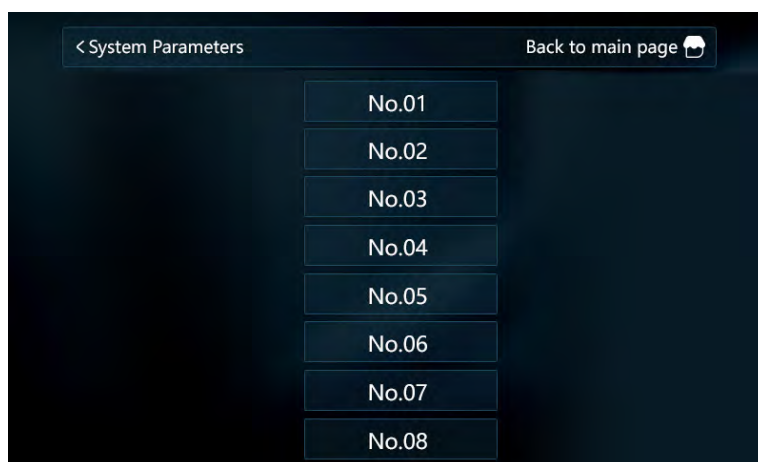 < System Parameters
Back to main page
No.01
No.02
No.03
No.04
No.05
No.06
No.07
No.08